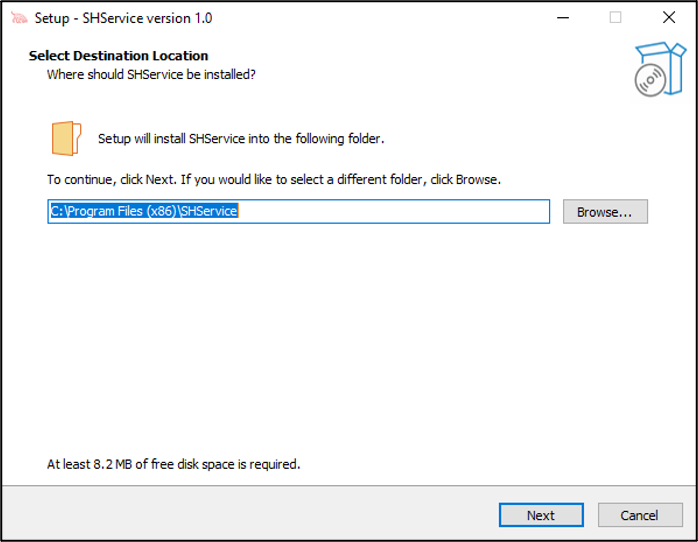 Setup - SHService version 1.0
Select Destination Location
Where should SHService be installed?
Setup will install SHService into the following folder.
To continue, click Next. If you would like to select a different folder, click Browse.
C:\Program Files (x86)\SHService
Browse...
At least 8.2 MB of free disk space is required.
Next
Cancel